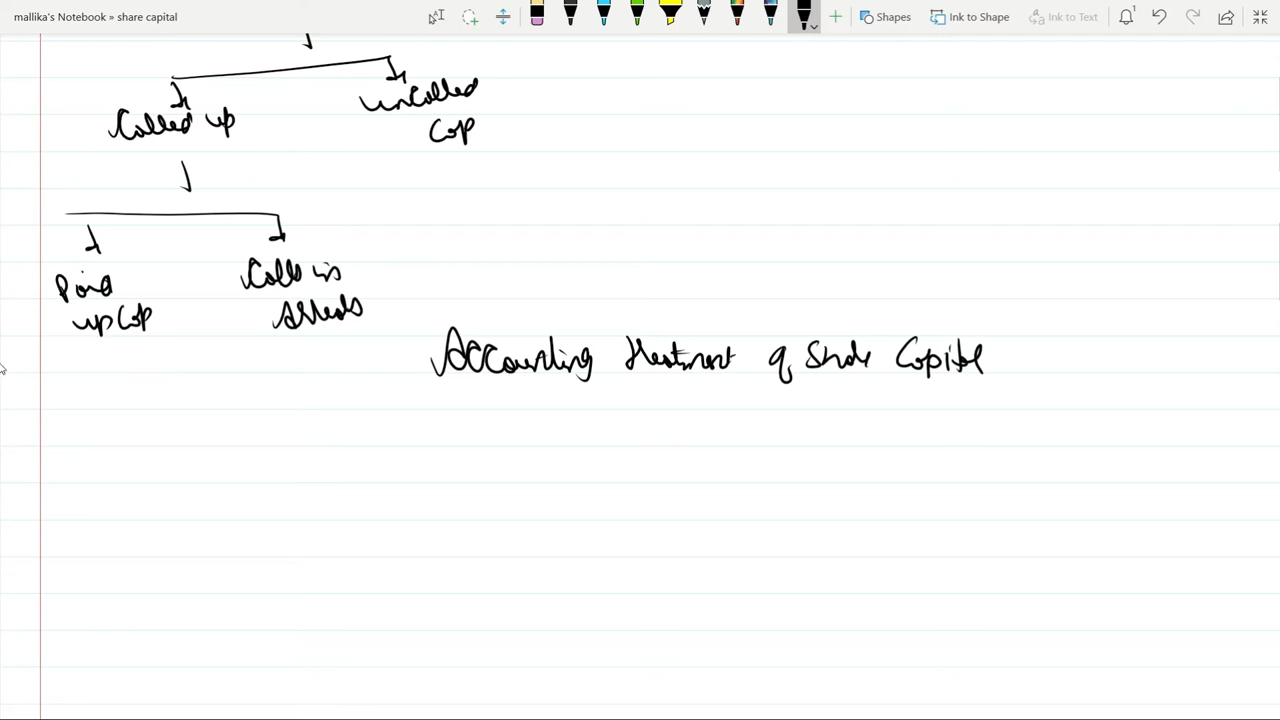 mallika's Notebook » share capital
Shapes
Ink to Shape
Ink to Text
Called up
uncalled
Cap
Paid
up Cap
Calls in
Arrears
Accounting treatment of Share Capital